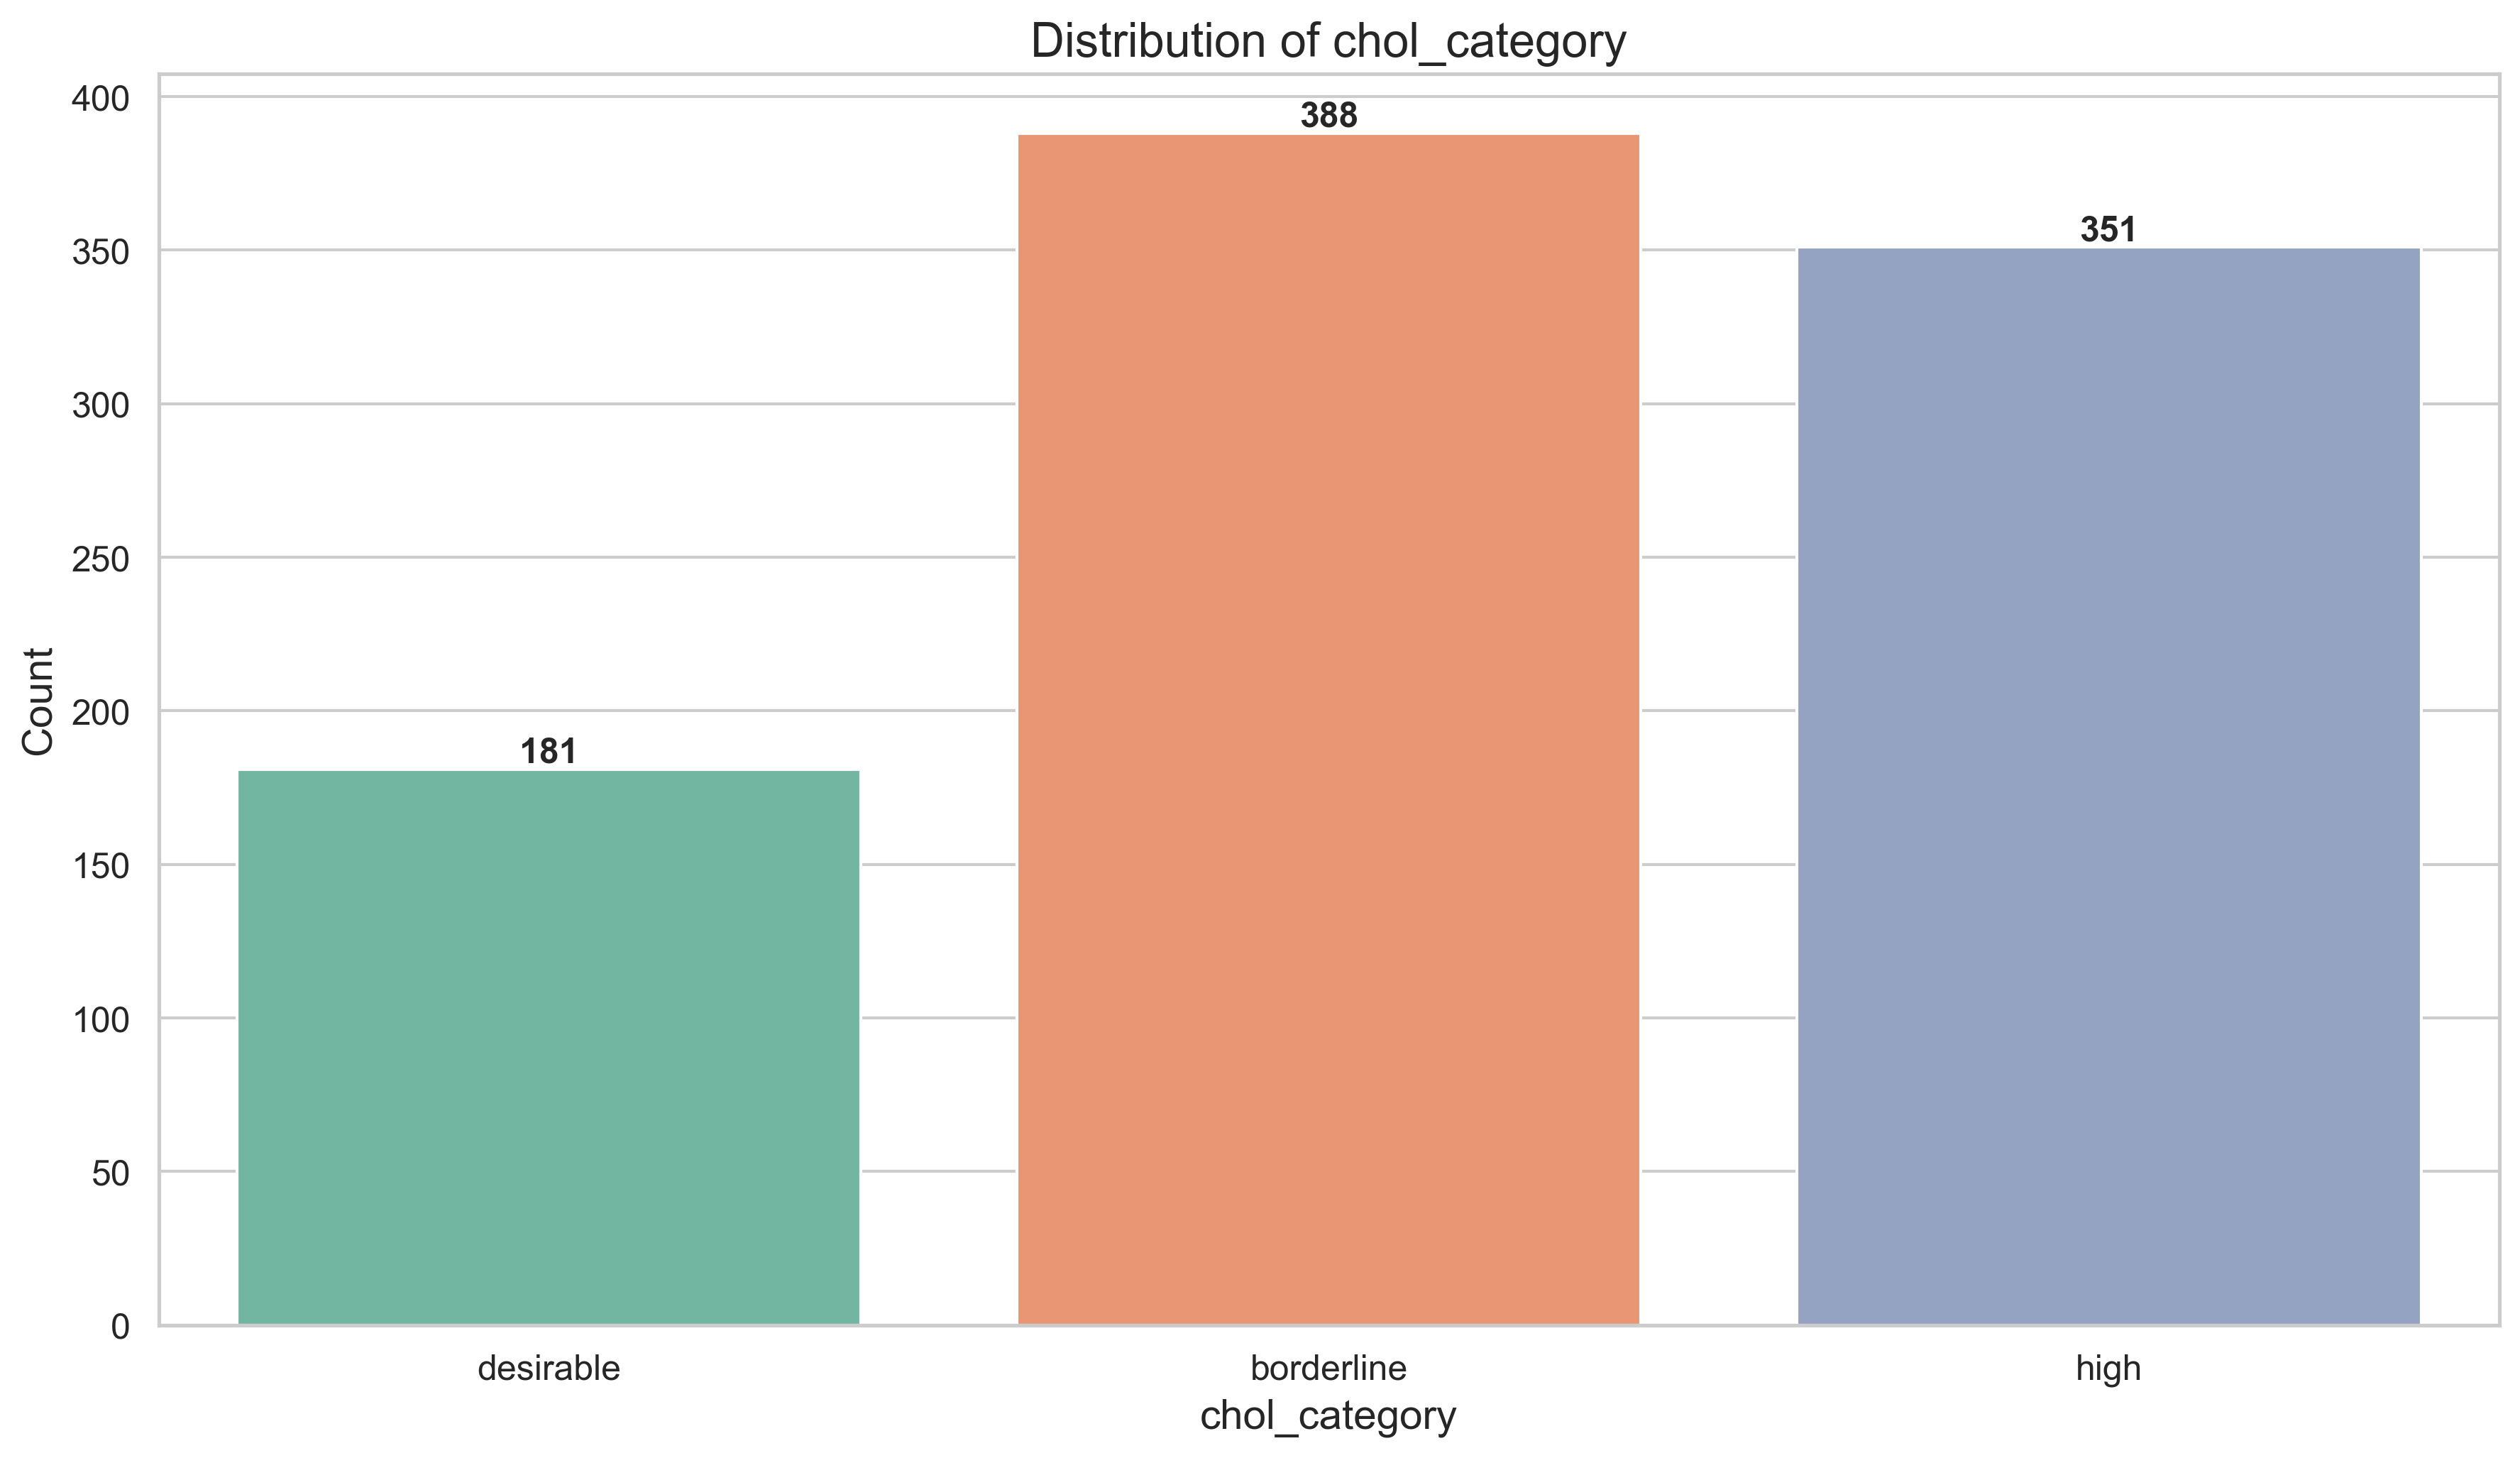 Distribution of chol_category
400
350
300
250
200
150
100
50
0
Count
181
388
351
desirable
borderline
high
chol_category